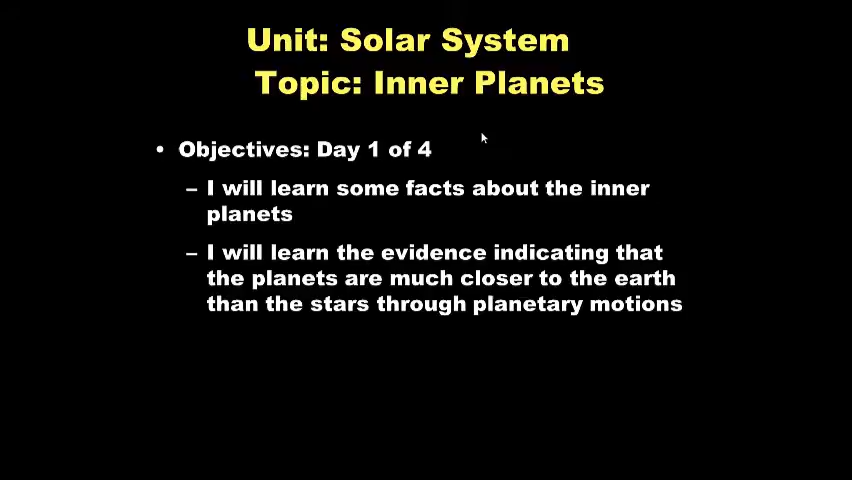 Unit: Solar System
Topic: Inner Planets
• Objectives: Day 1 of 4
– I will learn some facts about the inner
planets
– I will learn the evidence indicating that
the planets are much closer to the earth
than the stars through planetary motions